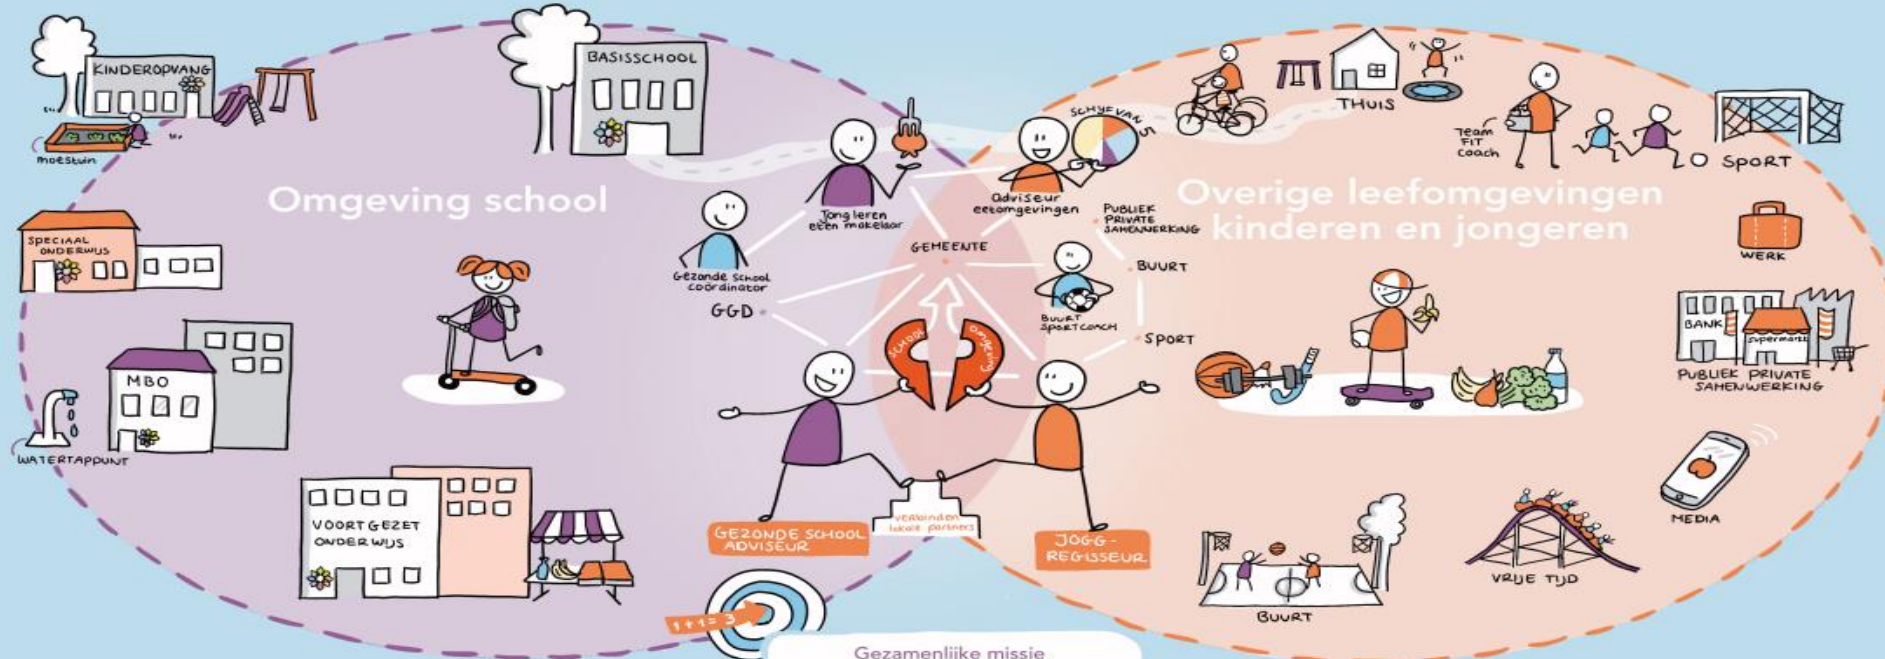 KINDEROPVANG
moestuin
BASISSCHOOL
Omgeving school
SPECIAAL
ONDERWIJS
MBO
WATERTAPPUNT
VOORTGEZET
ONDERWIJS
Jong leren
eten makelaar
Gezonde School
coördinator
GGD
SCHIJF VAN 5
Adviseur
eetomgevingen
GEMEENTE
PUBLIEK
PRIVATE
SAMENWERKING
BUURT
BUURT
SPORTCOACH
SPORT
SCHOOL
omgeving
verbinden
lokale partners
GEZONDE SCHOOL
ADVISEUR
JOGG-
REGISSEUR
1+1=3
Gezamenlijke missie
THUIS
Team
FIT
coach
SPORT
Overige leefomgevingen
kinderen en jongeren
WERK
BANK
supermarkt
PUBLIEK PRIVATE
SAMENWERKING
MEDIA
VRIJE TIJD
BUURT